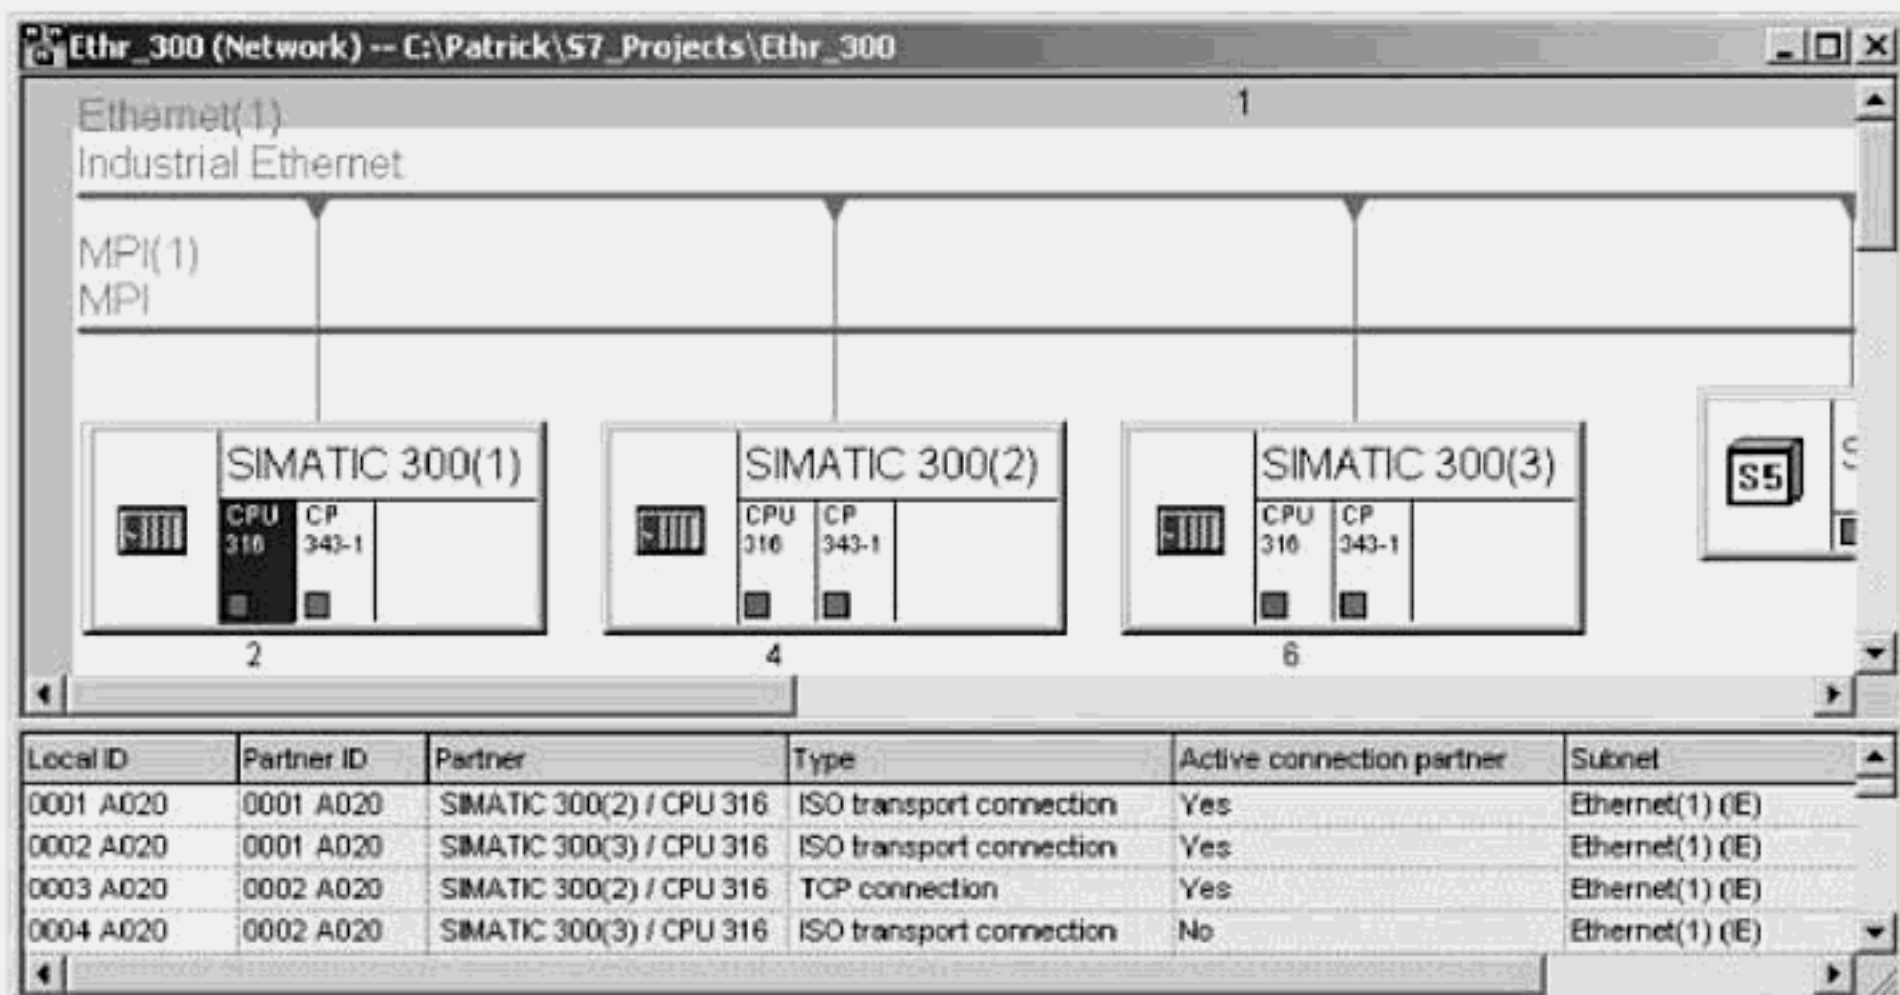 Ethr_300 (Network) -- C:\Patrick\S7_Projects\Ethr_300
1
Ethernet(1)
Industrial Ethernet
MPI(1)
MPI
SIMATIC 300(1)
CPU 316
CP 343-1
2
SIMATIC 300(2)
CPU 316
CP 343-1
4
SIMATIC 300(3)
CPU 316
CP 343-1
6
S5
Local ID Partner ID Partner Type Active connection partner Subnet
0001 A020 0001 A020 SIMATIC 300(2) / CPU 316 ISO transport connection Yes Ethernet(1) (IE)
0002 A020 0001 A020 SIMATIC 300(3) / CPU 316 ISO transport connection Yes Ethernet(1) (IE)
0003 A020 0002 A020 SIMATIC 300(2) / CPU 316 TCP connection Yes Ethernet(1) (IE)
0004 A020 0002 A020 SIMATIC 300(3) / CPU 316 ISO transport connection No Ethernet(1) (IE)